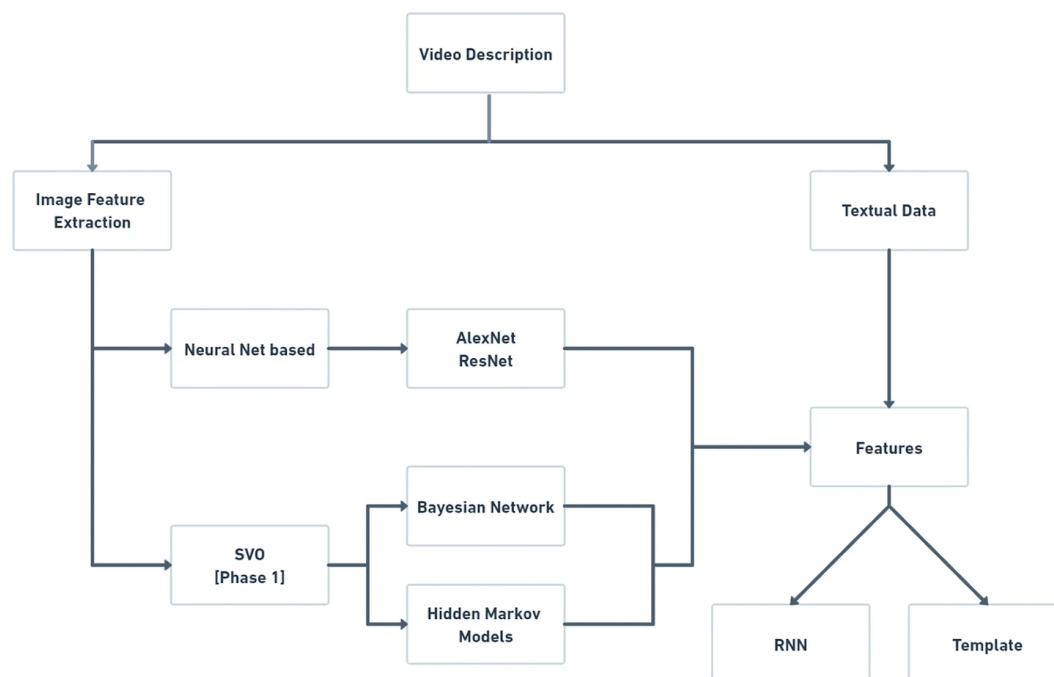 Video Description
Image Feature
Extraction
Textual Data
Neural Net based
AlexNet
ResNet
Features
Bayesian Network
SVO
[Phase 1]
Hidden Markov
Models
RNN
Template